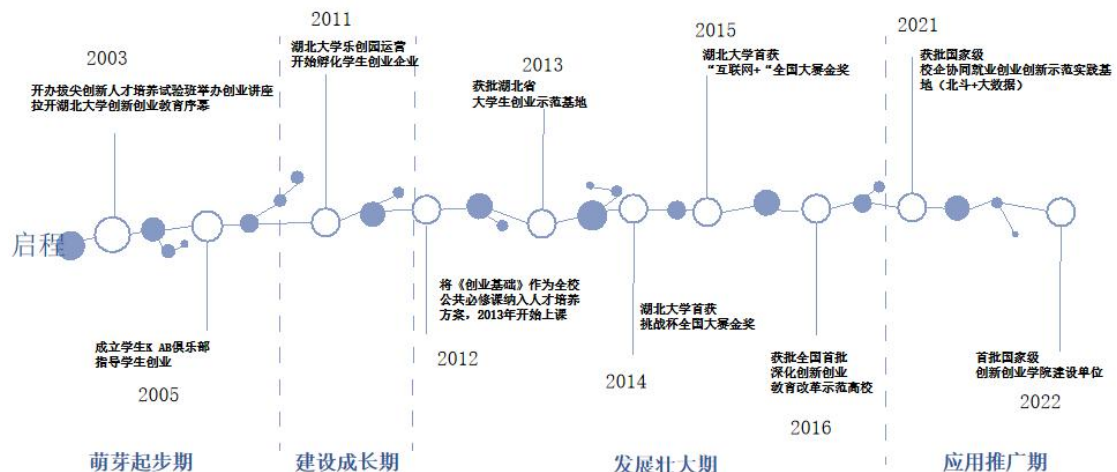 启程
2003
开办拔尖创新人才培养试验班举办创业讲座
拉开湖北大学创新创业教育序幕
成立学生K AB俱乐部
指导学生创业
2005
2011
湖北大学乐创园运营
开始孵化学生创业企业
将《创业基础》作为全校
公共必修课纳入人才培养
方案，2013年开始上课
2012
2013
获批湖北省
大学生创业示范基地
湖北大学首获
挑战杯全国大赛金奖
2014
2015
湖北大学首获
“互联网+“全国大赛金奖
获批全国首批
深化创新创业
教育改革示范高校
2016
2021
获批国家级
校企协同就业创业创新示范实践基
地（北斗+大数据）
首批国家级
创新创业学院建设单位
2022
萌芽起步期
建设成长期
发展壮大期
应用推广期